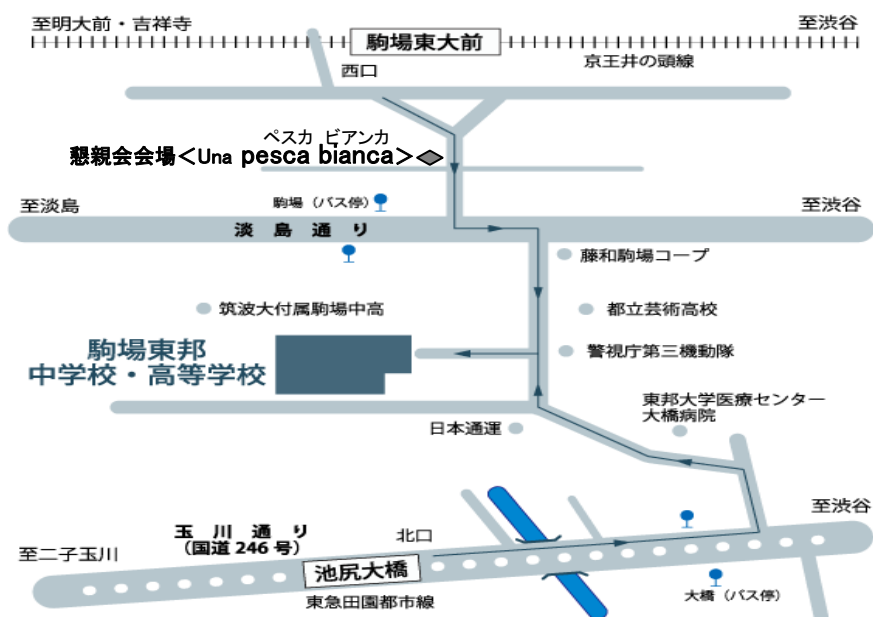 至明大前・吉祥寺
至渋谷
駒場東大前
西口
京王井の頭線
ペスカ ビアンカ
懇親会会場＜Una pesca bianca＞
至淡島
駒場（バス停）
至渋谷
淡島通り
藤和駒場コープ
筑波大付属駒場中高
都立芸術高校
駒場東邦
中学校・高等学校
警視庁第三機動隊
東邦大学医療センター
大橋病院
日本通運
玉川通り
（国道 246 号）
北口
至渋谷
至二子玉川
池尻大橋
東急田園都市線
大橋（バス停）